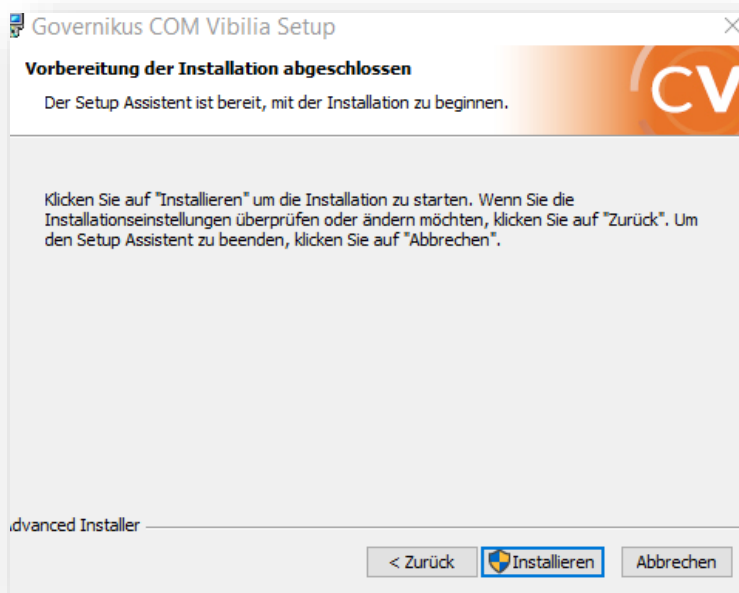 Governikus COM Vibilia Setup
Vorbereitung der Installation abgeschlossen
Der Setup Assistent ist bereit, mit der Installation zu beginnen.
CV
Klicken Sie auf "Installieren" um die Installation zu starten. Wenn Sie die
Installationseinstellungen überprüfen oder ändern möchten, klicken Sie auf "Zurück". Um
den Setup Assistent zu beenden, klicken Sie auf "Abbrechen".
dvanced Installer
< Zurück Installieren Abbrechen